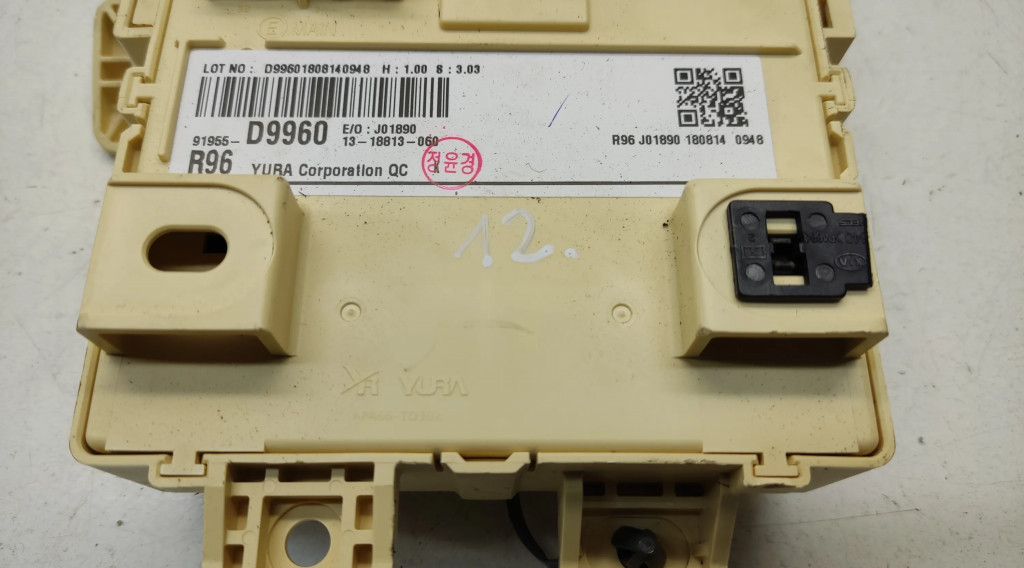 LOT NO : D99601808140948 H : 1.00 S : 3.03
91955- D9960 E/O : J01890
13-18813-060
R96 YURA Corporation QC
정윤경
R96 J01890 180814 0948
12.
YURA